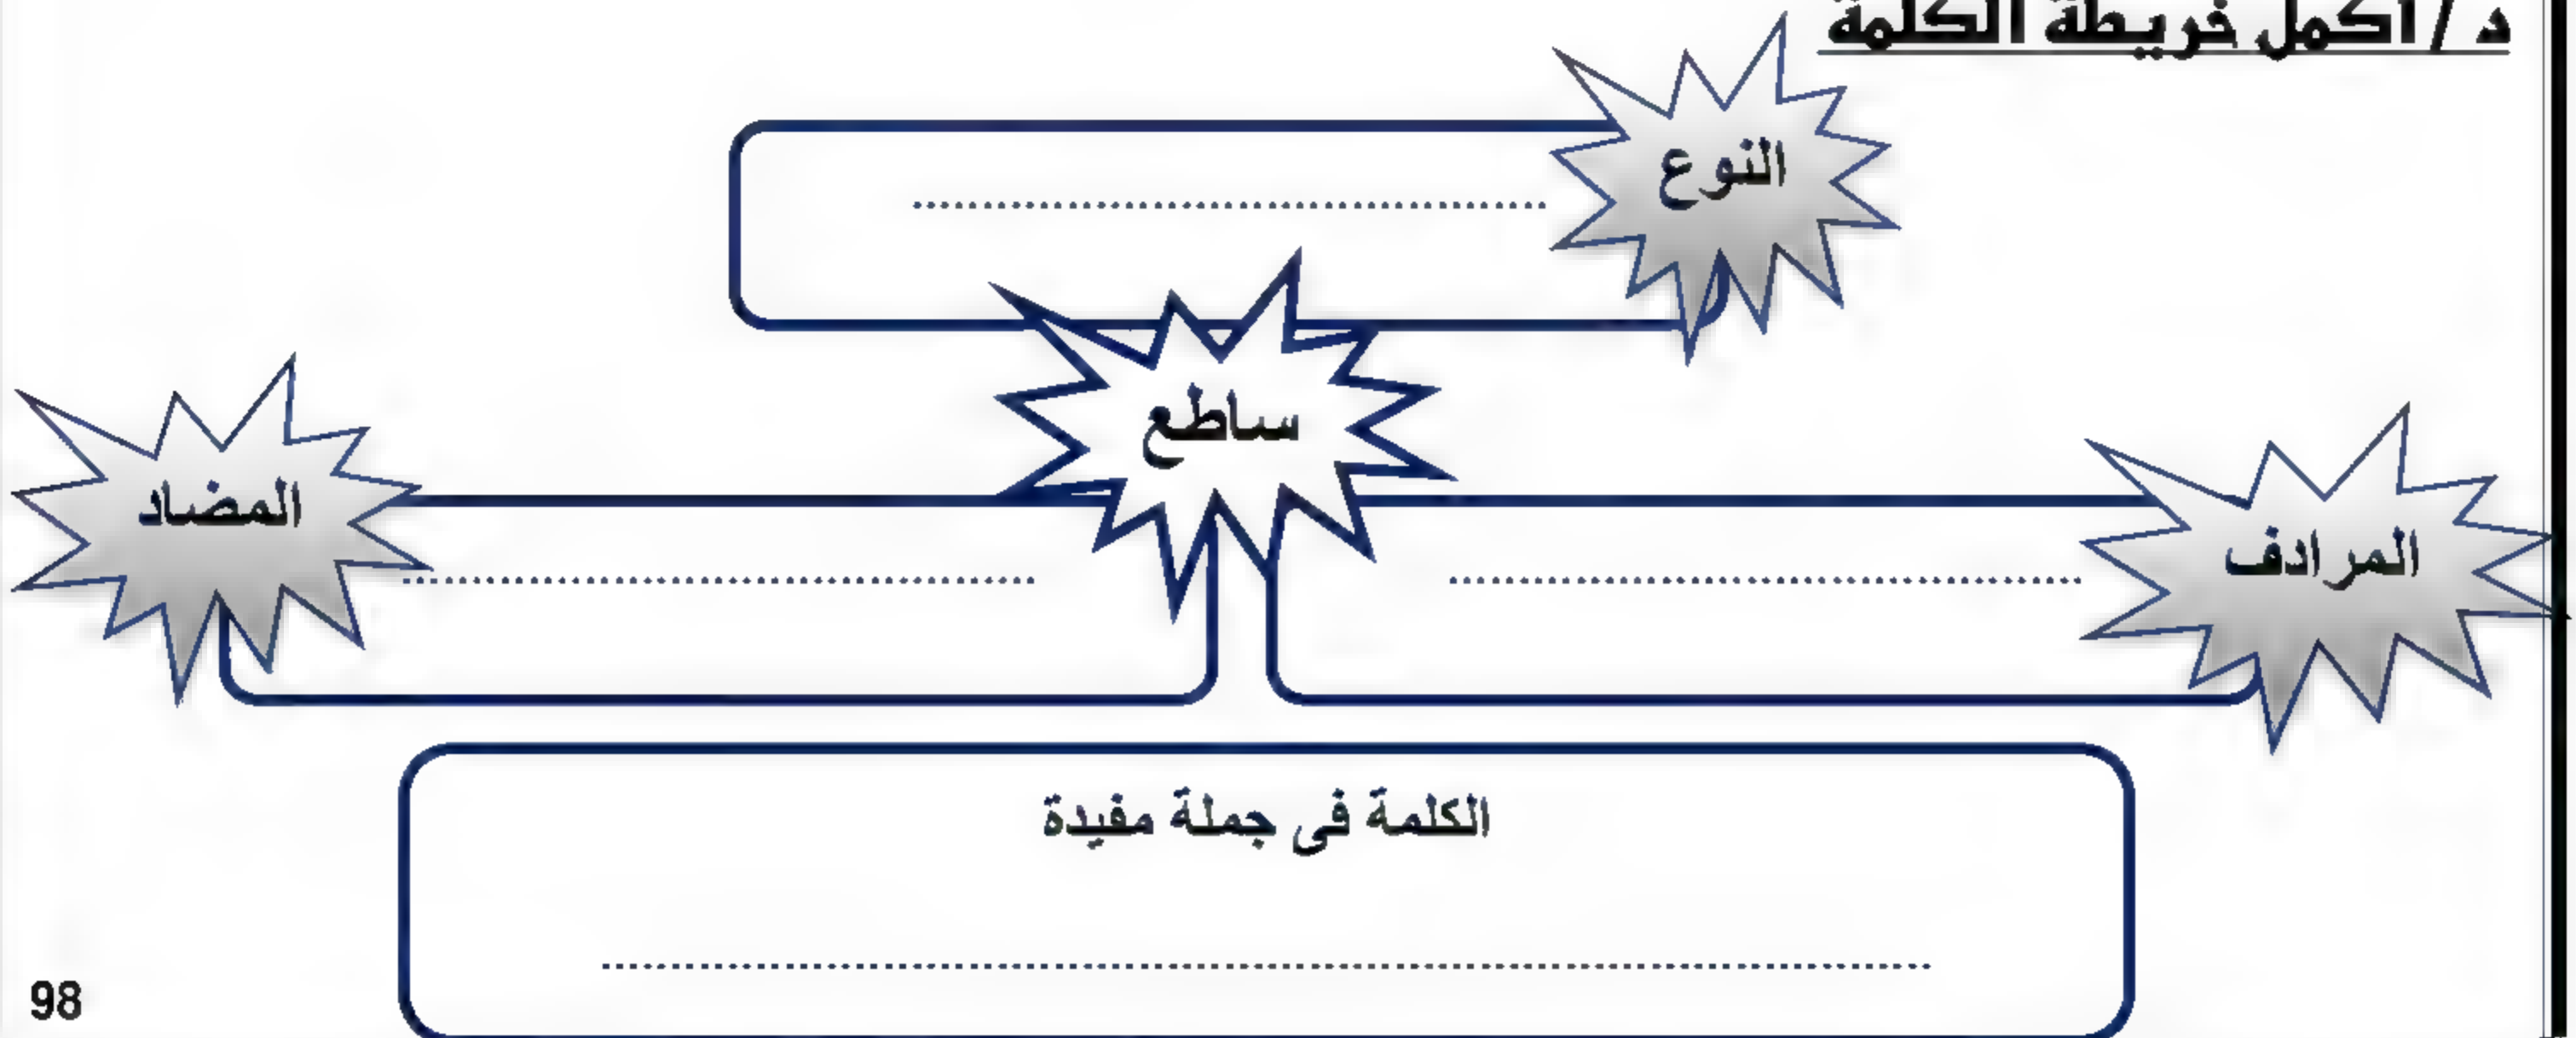 د / أكمل خريطة الكلمة
النوع
ساطع
المرادف
المضاد
الكلمة فى جملة مفيدة
98